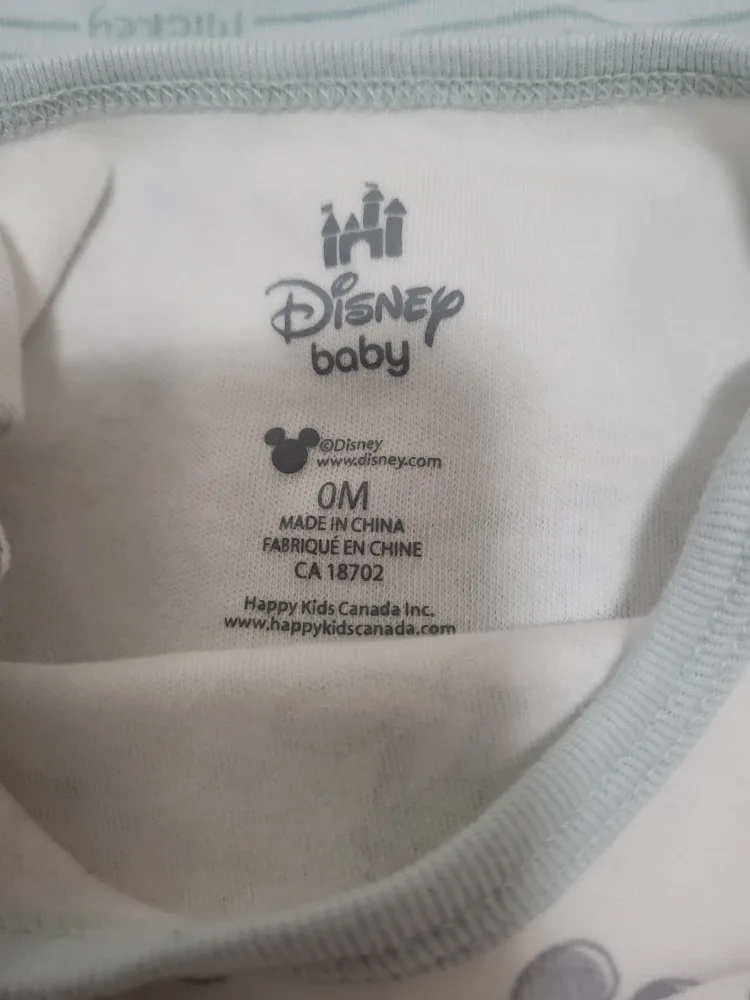 Mickey
Disney
baby
©Disney
www.disney.com
0M
MADE IN CHINA
FABRIQUÉ EN CHINE
CA 18702
Happy Kids Canada Inc.
www.happykidscanada.com